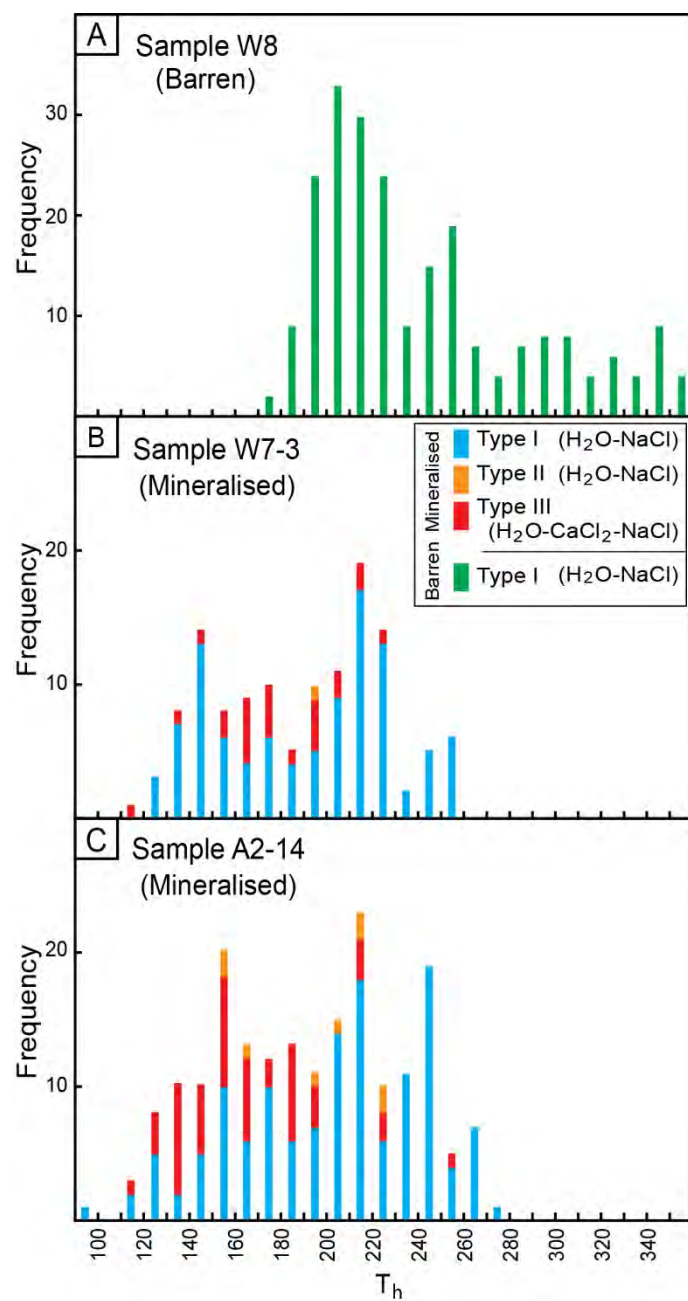 A
Sample W8
(Barren)
Frequency
30
20
10
B
Sample W7-3
(Mineralised)
Frequency
20
10
Barren Mineralised
Type I (H2O-NaCl)
Type II (H2O-NaCl)
Type III
(H2O-CaCl2-NaCl)
Type I (H2O-NaCl)
C
Sample A2-14
(Mineralised)
Frequency
20
10
100 120 140 160 180 200 220 240 260 280 300 320 340
Th